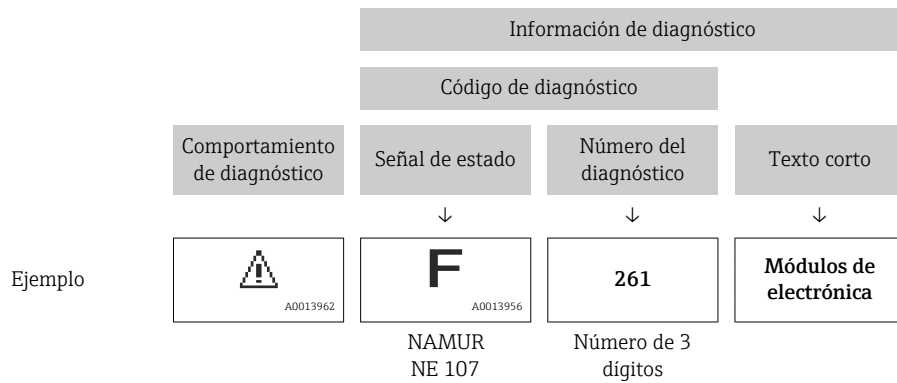 Información de diagnóstico
Código de diagnóstico
Comportamiento
de diagnóstico
Señal de estado
Número del
diagnóstico
Texto corto
↓
↓
↓
Ejemplo
A0013962
F
A0013956
261
Módulos de
electrónica
NAMUR
NE 107
Número de 3
dígitos